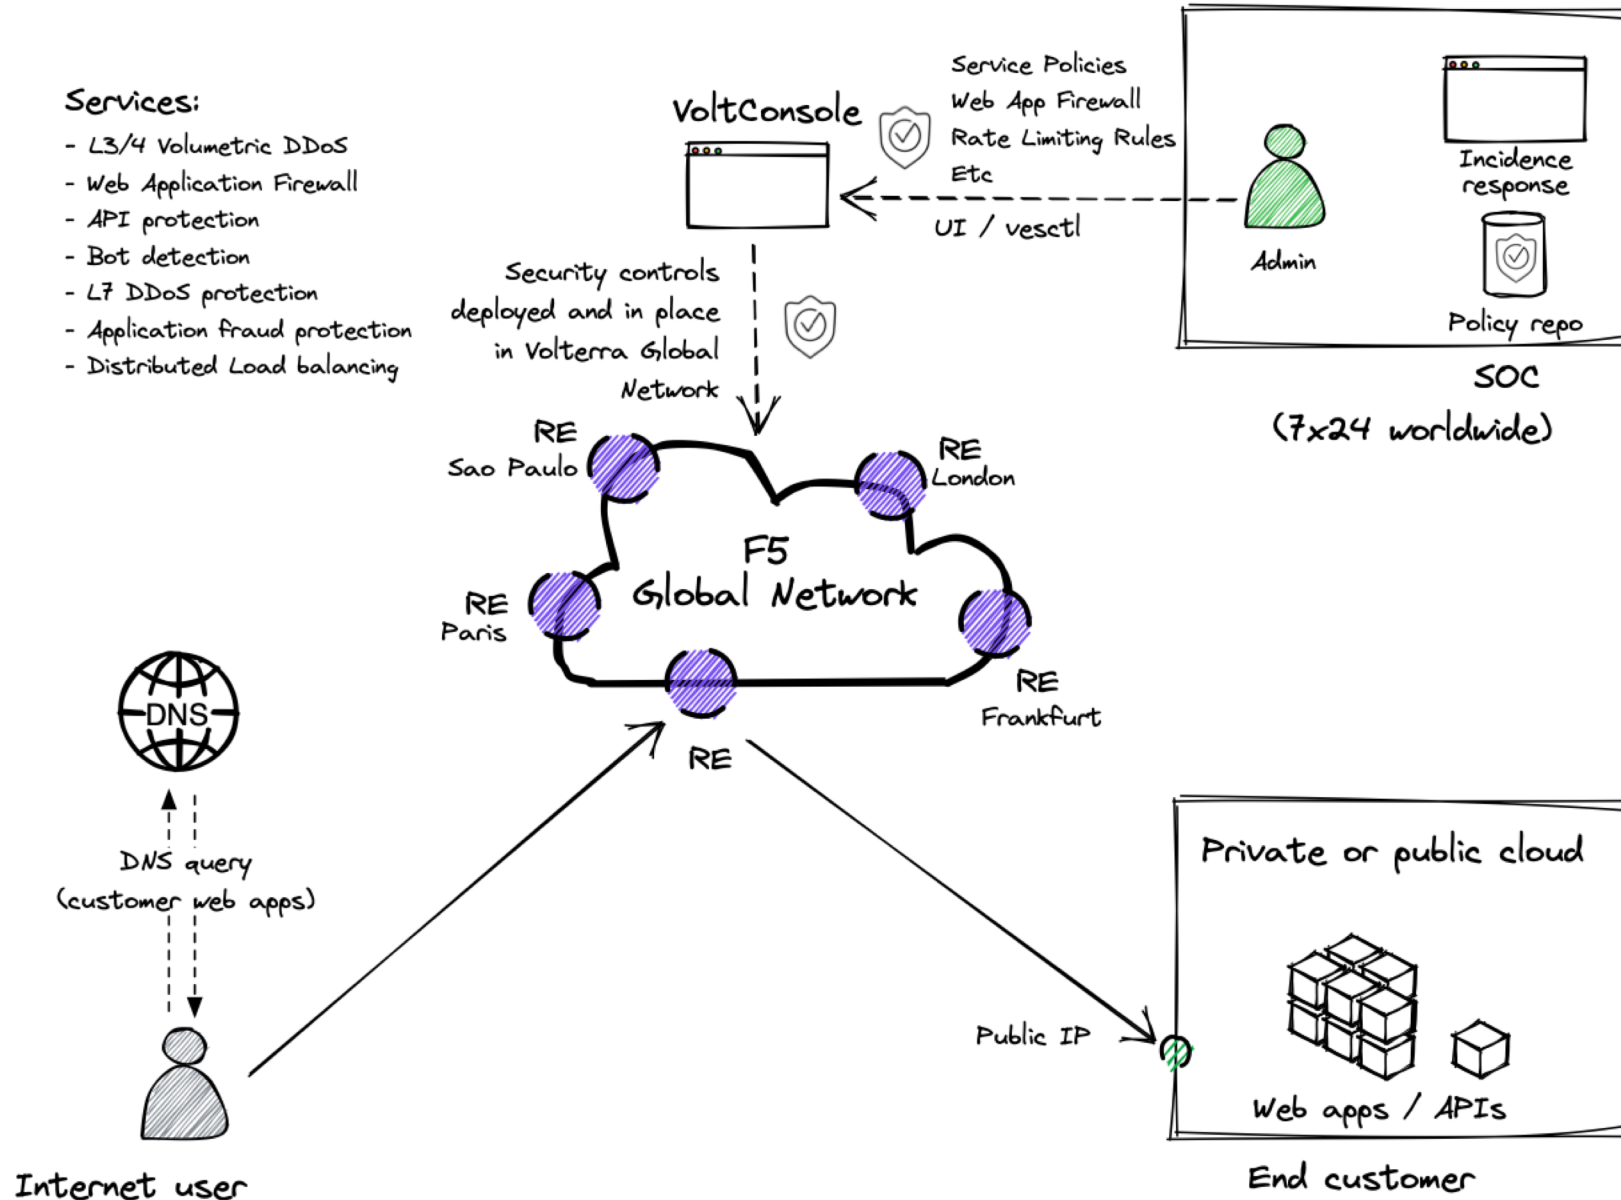 Services:
- L3/4 Volumetric DDoS
- Web Application Firewall
- API protection
- Bot detection
- L7 DDoS protection
- Application fraud protection
- Distributed Load balancing
VoltConsole
Service Policies
Web App Firewall
Rate Limiting Rules
Etc
UI / vesctl
Admin
Incidence
response
Policy repo
SOC
(7x24 worldwide)
Security controls
deployed and in place
in Volterra Global
Network
RE
Sao Paulo
RE
London
F5
Global Network
RE
Paris
RE
Frankfurt
RE
DNS
DNS query
(customer web apps)
Internet user
Public IP
Private or public cloud
Web apps / APIs
End customer